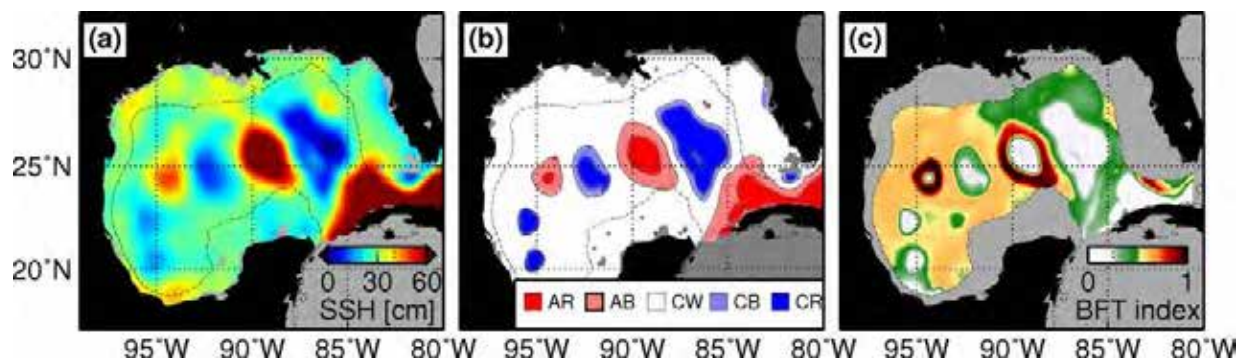 (a) (b) (c)
30°N
25°N
20°N
0 30 60
SSH [cm]
AR AB CW CB CR
0 1
BFT index
95°W 90°W 85°W 80°W 95°W 90°W 85°W 80°W 95°W 90°W 85°W 80°W